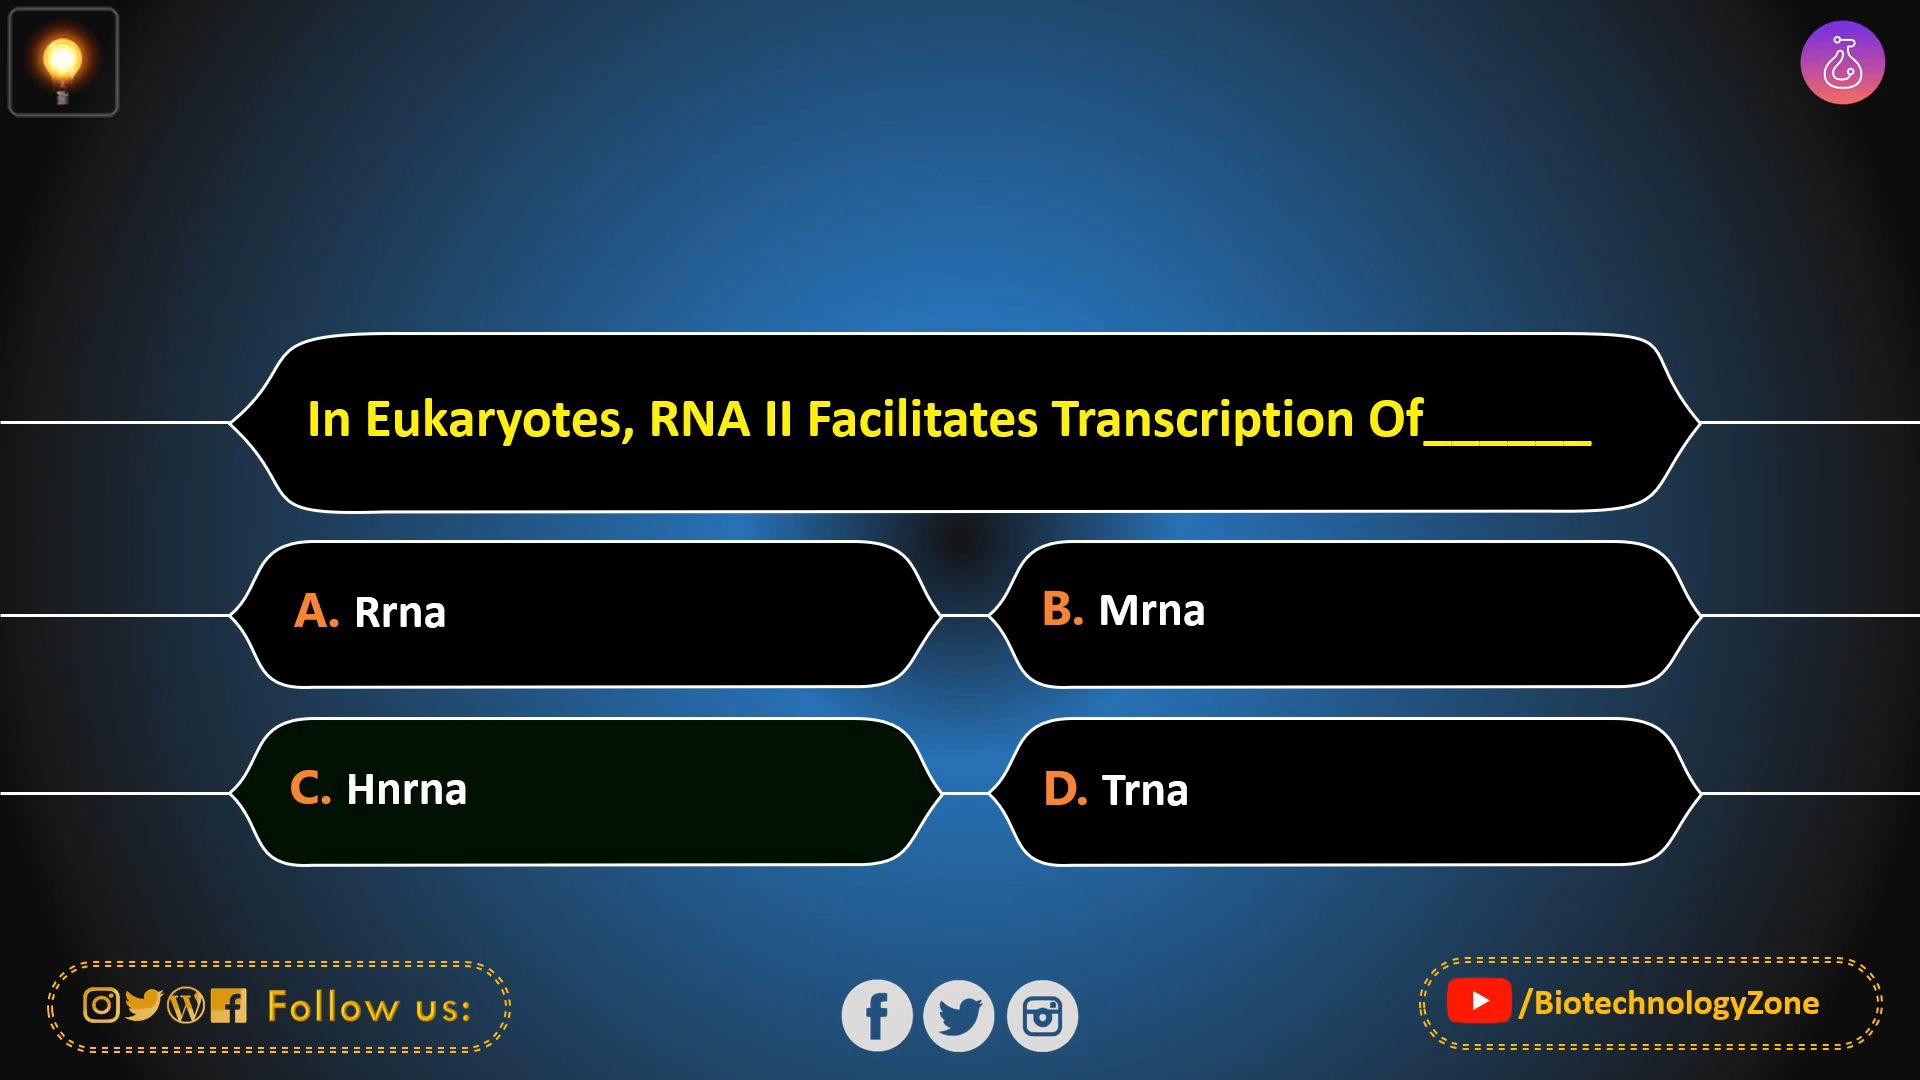 In Eukaryotes, RNA II Facilitates Transcription Of______
A. Rrna
B. Mrna
C. Hnrna
D. Trna
Follow us:
/BiotechnologyZone